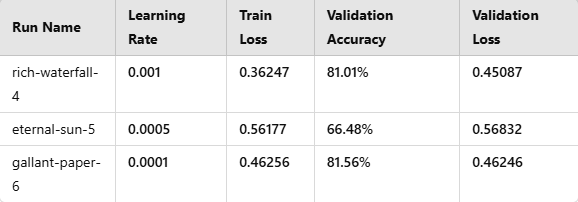 Run Name Learning Rate Train Loss Validation Accuracy Validation Loss
rich-waterfall-4 0.001 0.36247 81.01% 0.45087
eternal-sun-5 0.0005 0.56177 66.48% 0.56832
gallant-paper-6 0.0001 0.46256 81.56% 0.46246